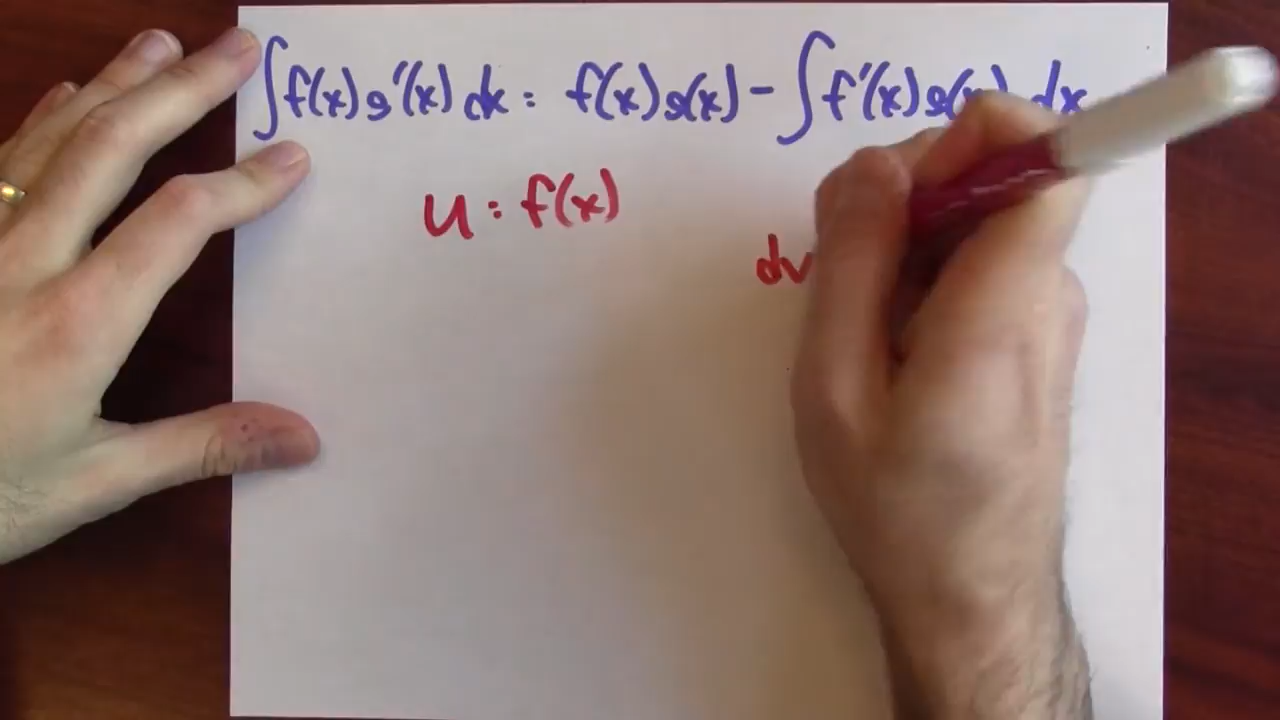 ∫f(x)g'(x) dx = f(x)g(x) - ∫f'(x)g(x) dx
u = f(x)
dv